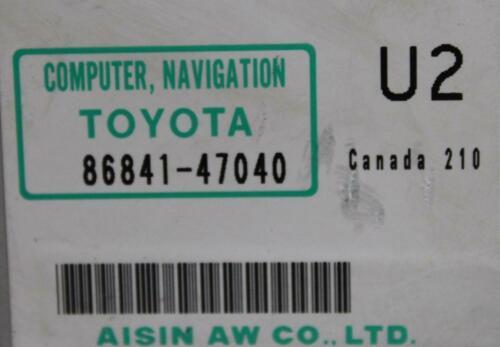 COMPUTER, NAVIGATION
TOYOTA
86841-47040
U2
Canada 210
AISIN AW CO., LTD.